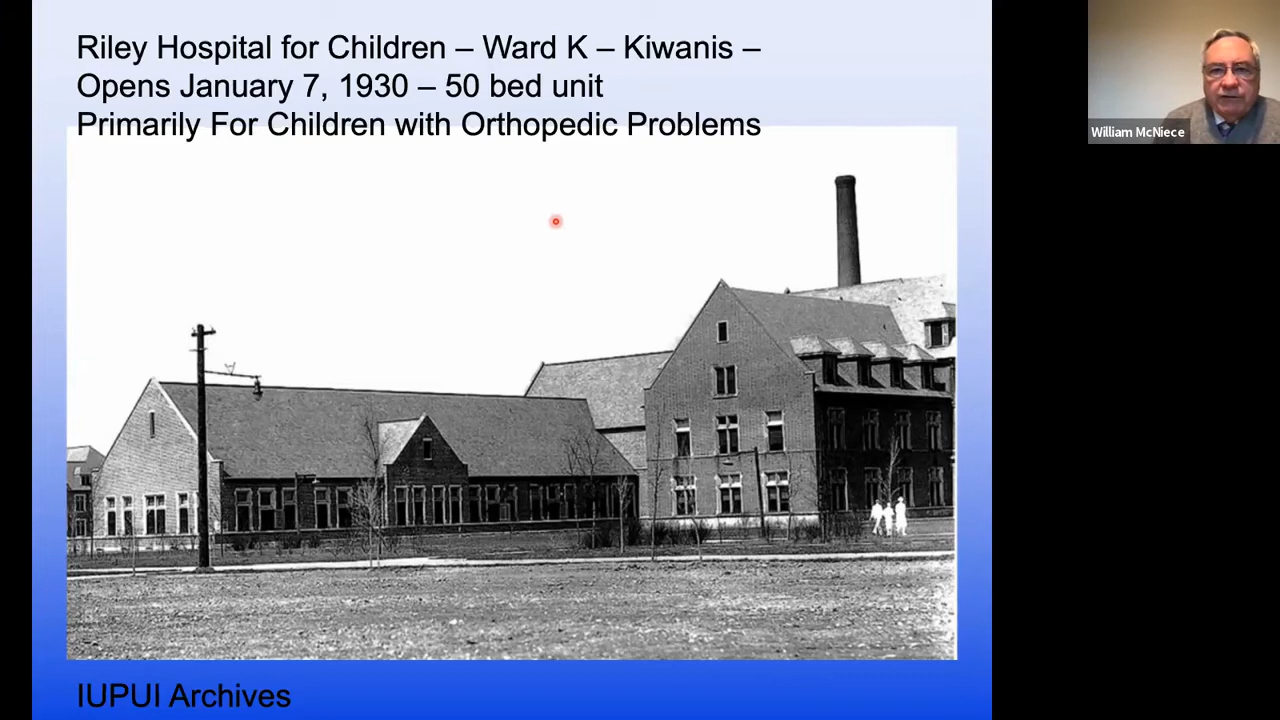 Riley Hospital for Children – Ward K – Kiwanis –
Opens January 7, 1930 – 50 bed unit
Primarily For Children with Orthopedic Problems
William McNiece
IUPUI Archives